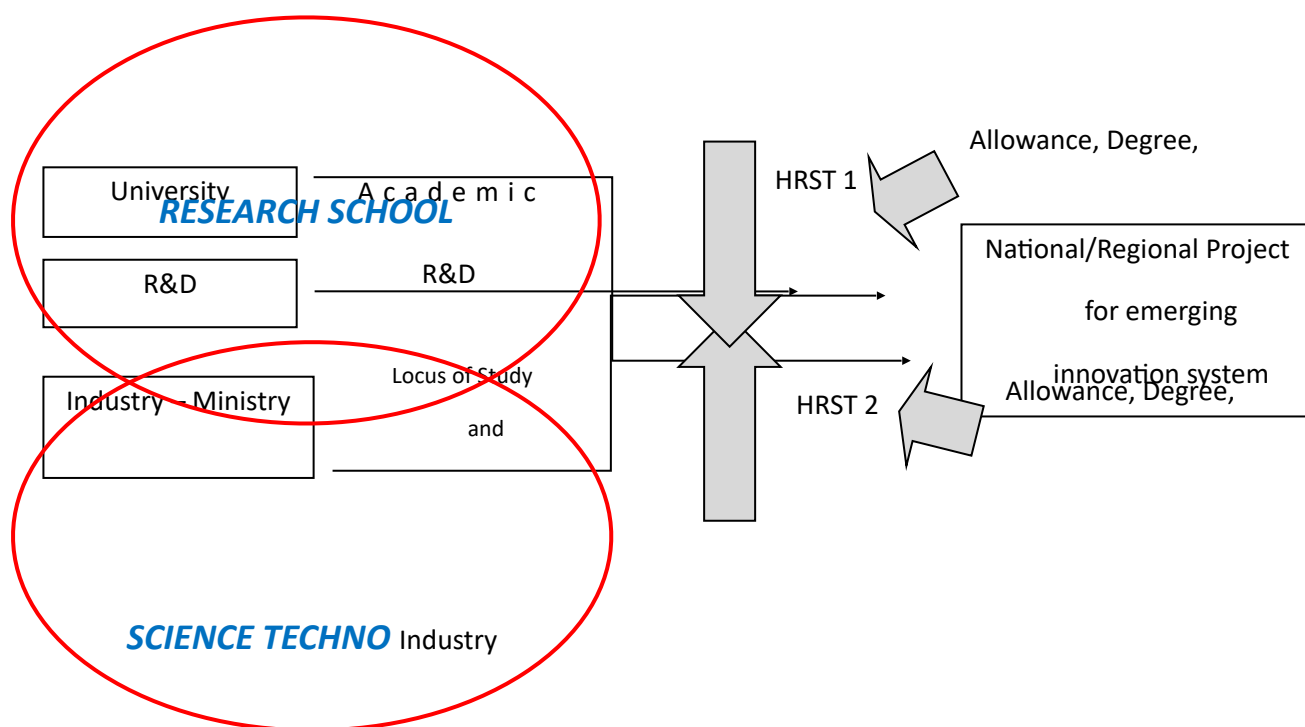 Allowance, Degree,
HRST 1
University
A c a d e m i c
RESEARCH SCHOOL
National/Regional Project
for emerging
innovation system
R&D
R&D
Locus of Study
and
Industry – Ministry
Allowance, Degree,
HRST 2
SCIENCE TECHNO Industry